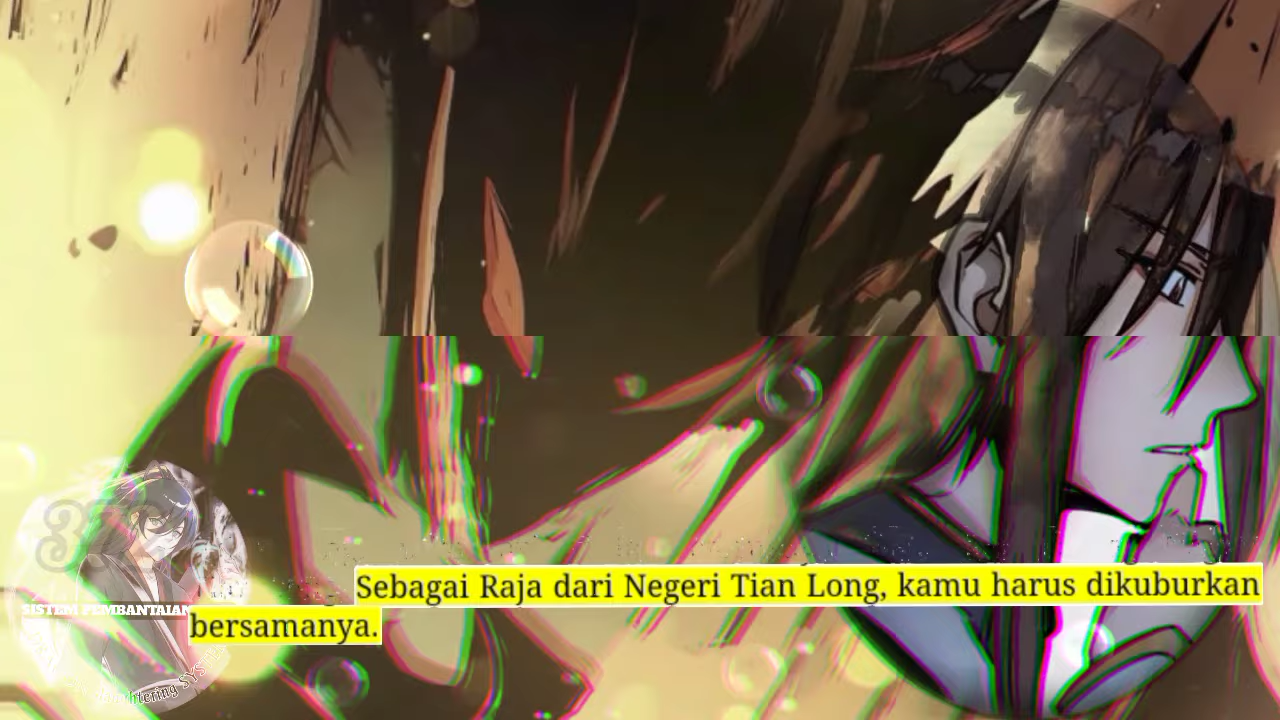 Sebagai Raja dari Negeri Tian Long, kamu harus dikuburkan
bersamanya.
SISTEM PEMBANTAIAN